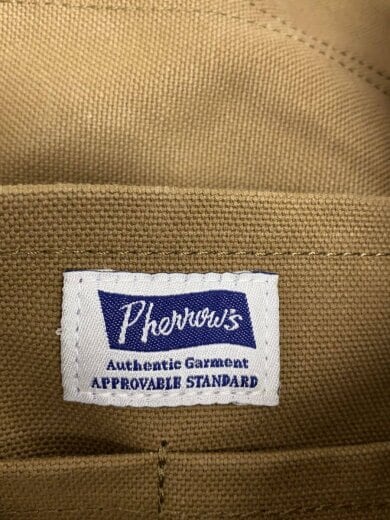 Pherrow's
Authentic Garment
APPROVABLE STANDARD